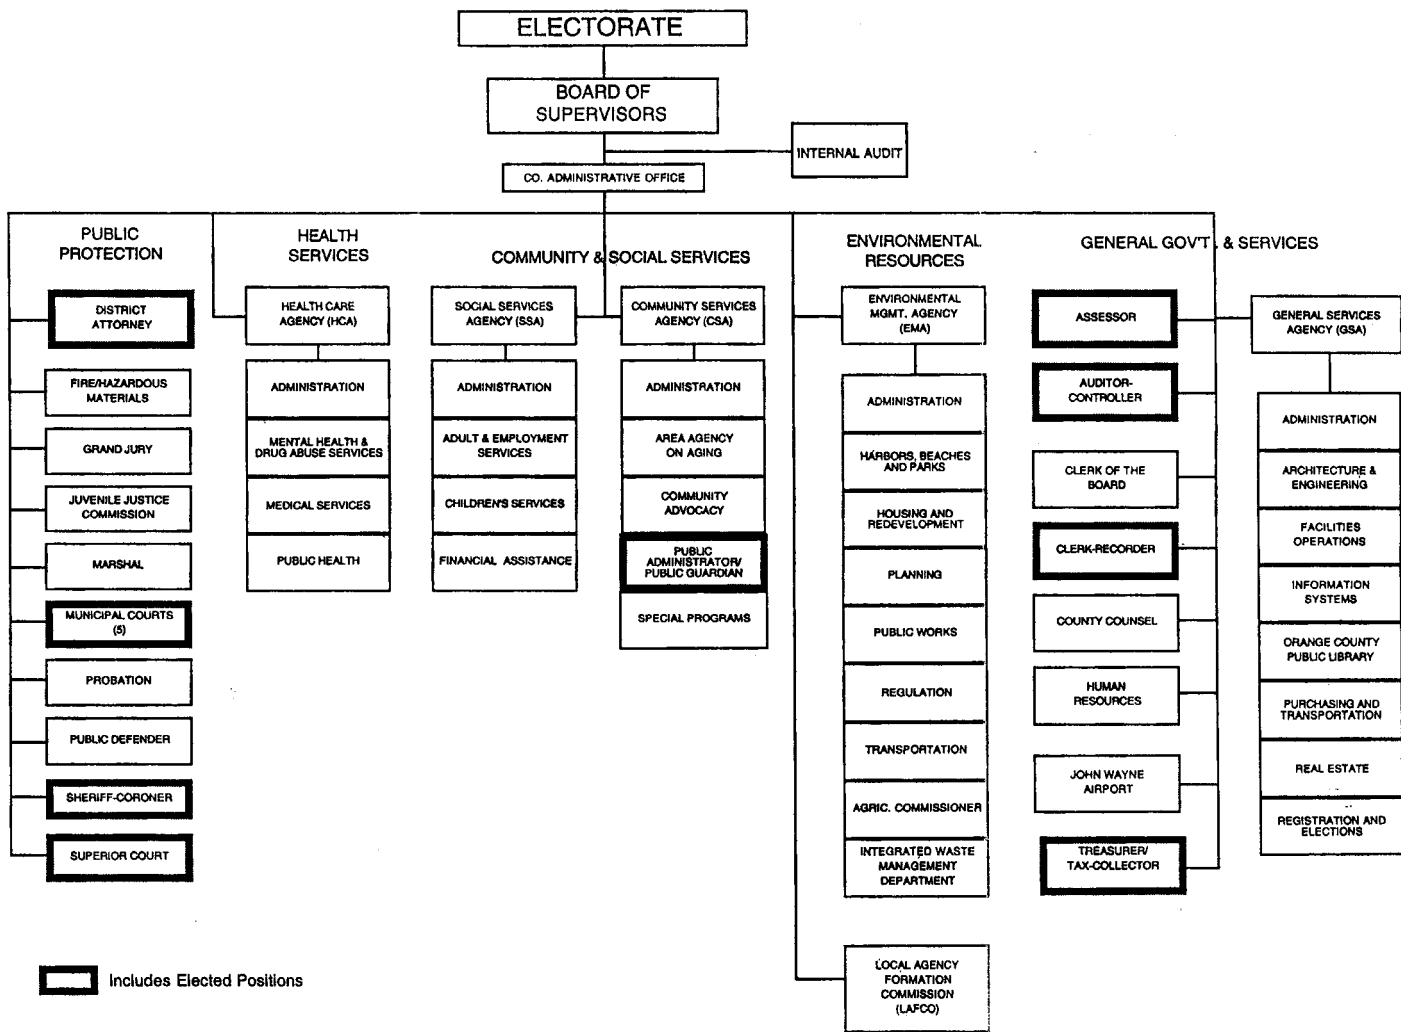 ELECTORATE
BOARD OF
SUPERVISORS
INTERNAL AUDIT
CO. ADMINISTRATIVE OFFICE
PUBLIC
PROTECTION
DISTRICT
ATTORNEY
FIRE/HAZARDOUS
MATERIALS
GRAND JURY
JUVENILE JUSTICE
COMMISSION
MARSHAL
MUNICIPAL COURTS
(5)
PROBATION
PUBLIC DEFENDER
SHERIFF-CORONER
SUPERIOR COURT
HEALTH
SERVICES
HEALTH CARE
AGENCY (HCA)
ADMINISTRATION
MENTAL HEALTH &
DRUG ABUSE SERVICES
MEDICAL SERVICES
PUBLIC HEALTH
COMMUNITY & SOCIAL SERVICES
SOCIAL SERVICES
AGENCY (SSA)
ADMINISTRATION
ADULT & EMPLOYMENT
SERVICES
CHILDREN'S SERVICES
FINANCIAL ASSISTANCE
COMMUNITY SERVICES
AGENCY (CSA)
ADMINISTRATION
AREA AGENCY
ON AGING
COMMUNITY
ADVOCACY
PUBLIC
ADMINISTRATOR/
PUBLIC GUARDIAN
SPECIAL PROGRAMS
ENVIRONMENTAL
RESOURCES
ENVIRONMENTAL
MGMT. AGENCY
(EMA)
ADMINISTRATION
HARBORS, BEACHES
AND PARKS
HOUSING AND
REDEVELOPMENT
PLANNING
PUBLIC WORKS
REGULATION
TRANSPORTATION
AGRIC. COMMISSIONER
INTEGRATED WASTE
MANAGEMENT
DEPARTMENT
LOCAL AGENCY
FORMATION
COMMISSION
(LAFCO)
GENERAL GOV'T. & SERVICES
ASSESSOR
AUDITOR-
CONTROLLER
CLERK OF THE
BOARD
CLERK-RECORDER
COUNTY COUNSEL
HUMAN
RESOURCES
JOHN WAYNE
AIRPORT
TREASURER/
TAX-COLLECTOR
GENERAL SERVICES
AGENCY (GSA)
ADMINISTRATION
ARCHITECTURE &
ENGINEERING
FACILITIES
OPERATIONS
INFORMATION
SYSTEMS
ORANGE COUNTY
PUBLIC LIBRARY
PURCHASING AND
TRANSPORTATION
REAL ESTATE
REGISTRATION AND
ELECTIONS
Includes Elected Positions